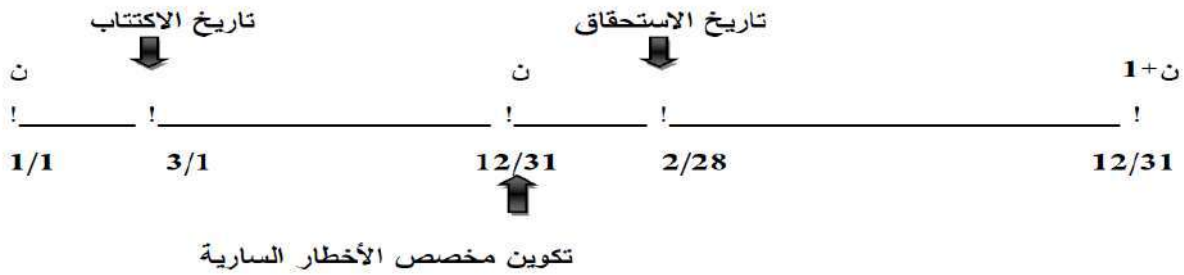 تاريخ الاكتتاب تاريخ الاستحقاق
ن ن ن+1
! ! ! ! !
1/1 3/1 12/31 2/28 12/31
تكوين مخصص الأخطار السارية